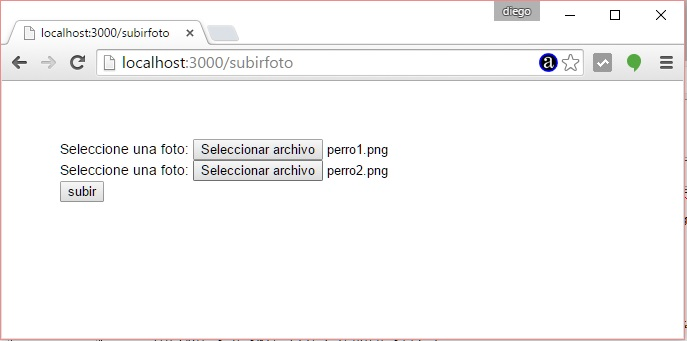 diego
localhost:3000/subirfoto
localhost:3000/subirfoto
a
Seleccione una foto: Seleccionar archivo perro1.png
Seleccione una foto: Seleccionar archivo perro2.png
subir